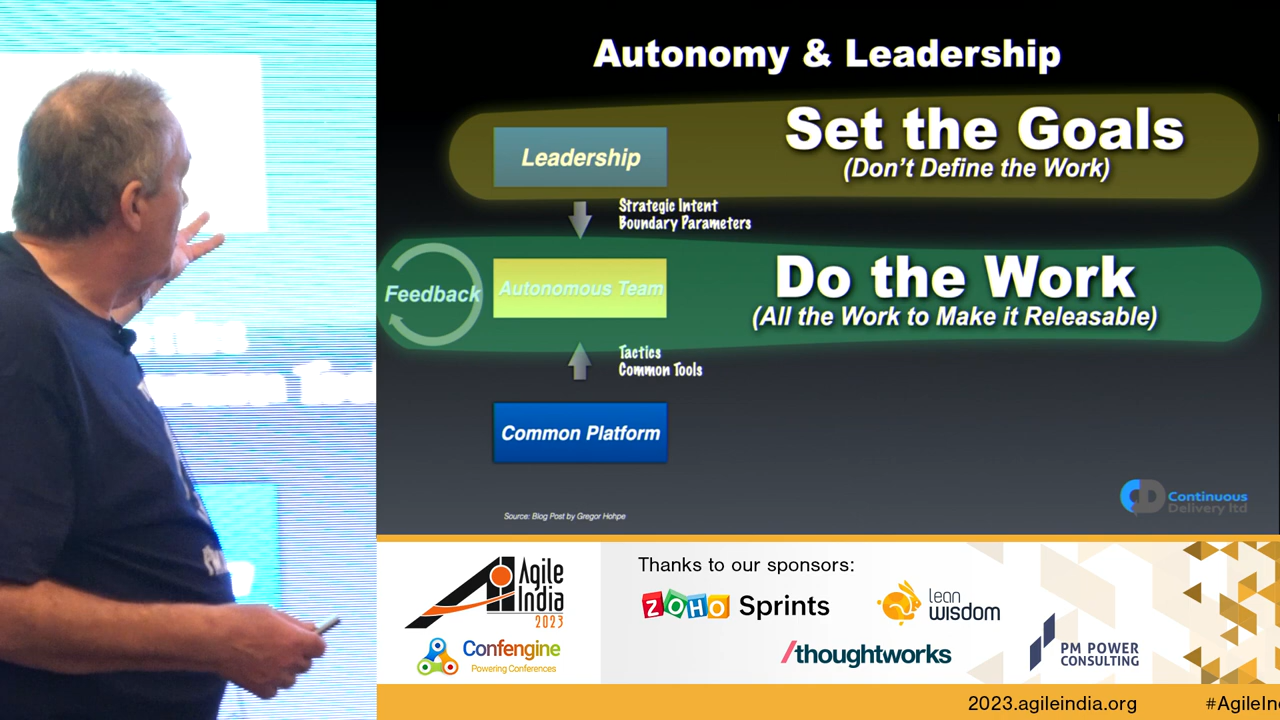 Autonomy & Leadership
Set the Goals
(Don't Define the Work)
Leadership
Strategic Intent
Boundary Parameters
Do the Work
(All the Work to Make it Releasable)
Feedback
Autonomous Team
Tactics
Common Tools
Common Platform
Continuous
Delivery ltd
Source: Blog Post by Gregor Hohpe
Agile
India
2023
Confengine
Powering Conferences
Thanks to our sponsors:
ZOHO Sprints
lean
wisdom
/thoughtworks
PM POWER
CONSULTING
2023.agileindia.org
#AgileIn